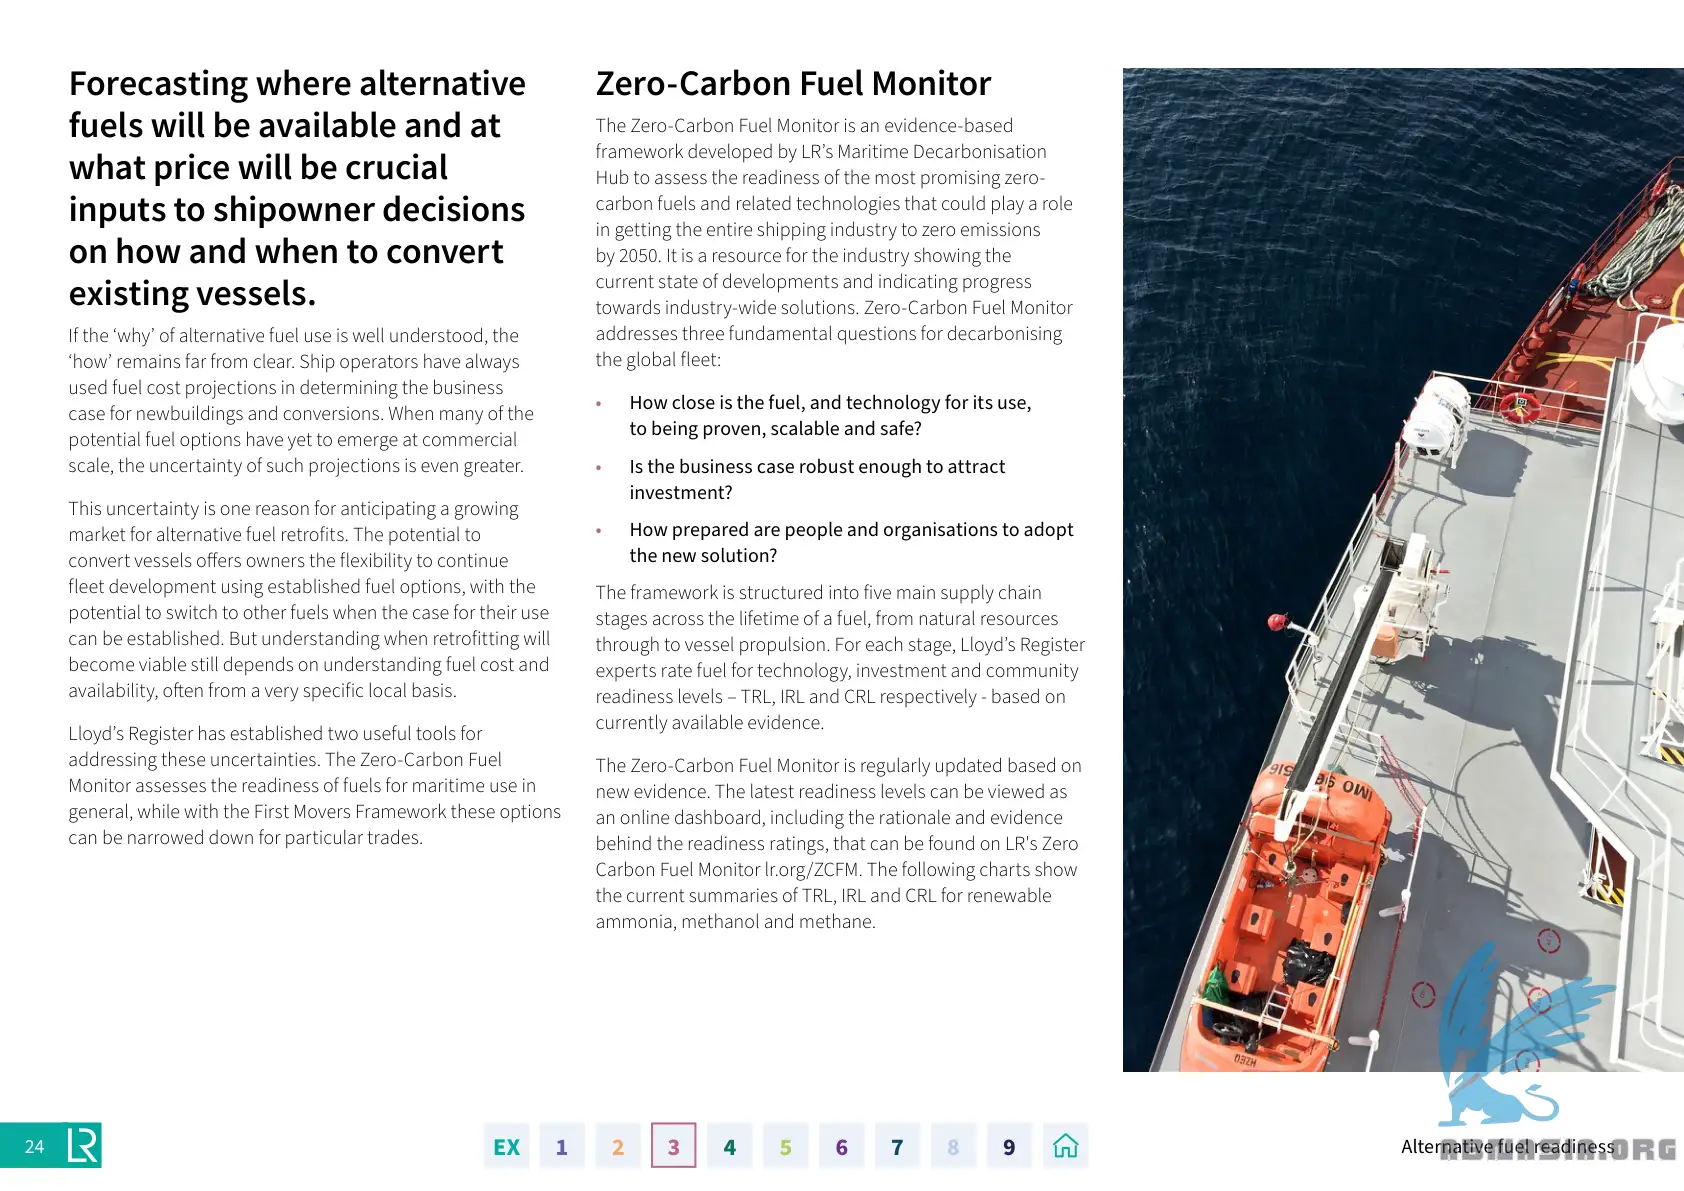 Forecasting where alternative
fuels will be available and at
what price will be crucial
inputs to shipowner decisions
on how and when to convert
existing vessels.
If the ‘why’ of alternative fuel use is well understood, the
‘how’ remains far from clear. Ship operators have always
used fuel cost projections in determining the business
case for newbuildings and conversions. When many of the
potential fuel options have yet to emerge at commercial
scale, the uncertainty of such projections is even greater.
This uncertainty is one reason for anticipating a growing
market for alternative fuel retrofits. The potential to
convert vessels offers owners the flexibility to continue
fleet development using established fuel options, with the
potential to switch to other fuels when the case for their use
can be established. But understanding when retrofitting will
become viable still depends on understanding fuel cost and
availability, often from a very specific local basis.
Lloyd’s Register has established two useful tools for
addressing these uncertainties. The Zero-Carbon Fuel
Monitor assesses the readiness of fuels for maritime use in
general, while with the First Movers Framework these options
can be narrowed down for particular trades.
Zero-Carbon Fuel Monitor
The Zero-Carbon Fuel Monitor is an evidence-based
framework developed by LR’s Maritime Decarbonisation
Hub to assess the readiness of the most promising zero-
carbon fuels and related technologies that could play a role
in getting the entire shipping industry to zero emissions
by 2050. It is a resource for the industry showing the
current state of developments and indicating progress
towards industry-wide solutions. Zero-Carbon Fuel Monitor
addresses three fundamental questions for decarbonising
the global fleet:
• How close is the fuel, and technology for its use,
to being proven, scalable and safe?
• Is the business case robust enough to attract
investment?
• How prepared are people and organisations to adopt
the new solution?
The framework is structured into five main supply chain
stages across the lifetime of a fuel, from natural resources
through to vessel propulsion. For each stage, Lloyd’s Register
experts rate fuel for technology, investment and community
readiness levels – TRL, IRL and CRL respectively - based on
currently available evidence.
The Zero-Carbon Fuel Monitor is regularly updated based on
new evidence. The latest readiness levels can be viewed as
an online dashboard, including the rationale and evidence
behind the readiness ratings, that can be found on LR's Zero
Carbon Fuel Monitor lr.org/ZCFM. The following charts show
the current summaries of TRL, IRL and CRL for renewable
ammonia, methanol and methane.
IMO
HZEQ
24 LR
EX 1 2 3 4 5 6 7 8 9
Alternative fuel readiness